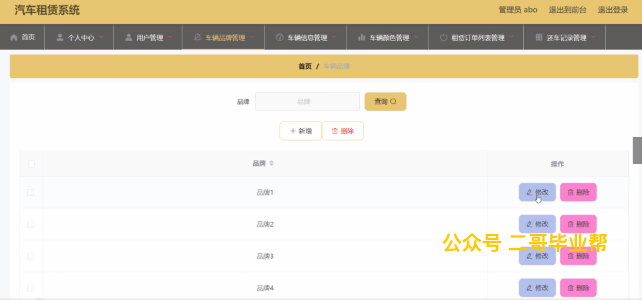 汽车租赁系统
管理员 abo 退出到前台 退出登录
首页 个人中心 用户管理 车辆品牌管理 车辆信息管理 车辆颜色管理 租赁订单列表管理 还车记录管理
首页 / 车辆品牌
品牌 品牌 查询
+ 新增 删除
品牌 操作
品牌1 修改 删除
品牌2 修改 删除
公众号 二哥毕业帮
品牌3 修改 删除
品牌4 修改 删除